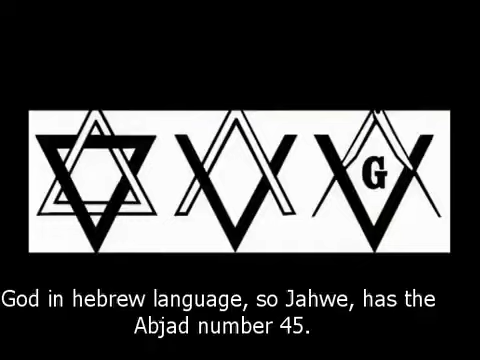 G
God in hebrew language, so Jahwe, has the
Abjad number 45.